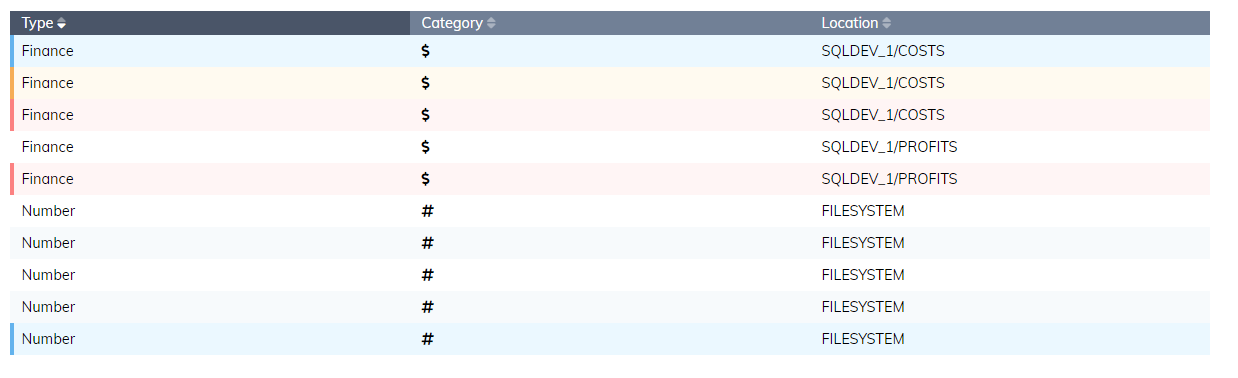 Type Category Location
Finance $ SQLDEV_1/COSTS
Finance $ SQLDEV_1/COSTS
Finance $ SQLDEV_1/COSTS
Finance $ SQLDEV_1/PROFITS
Finance $ SQLDEV_1/PROFITS
Number # FILESYSTEM
Number # FILESYSTEM
Number # FILESYSTEM
Number # FILESYSTEM
Number # FILESYSTEM